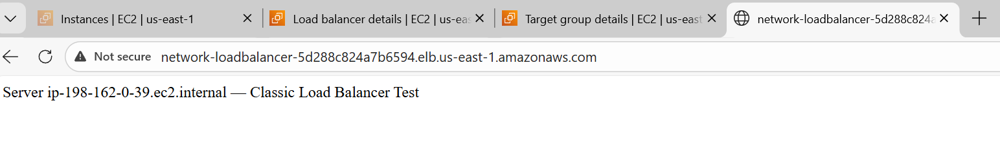 Instances | EC2 | us-east-1
Load balancer details | EC2 | us-eas
Target group details | EC2 | us-east
network-loadbalancer-5d288c824a
Not secure network-loadbalancer-5d288c824a7b6594.elb.us-east-1.amazonaws.com
Server ip-198-162-0-39.ec2.internal — Classic Load Balancer Test